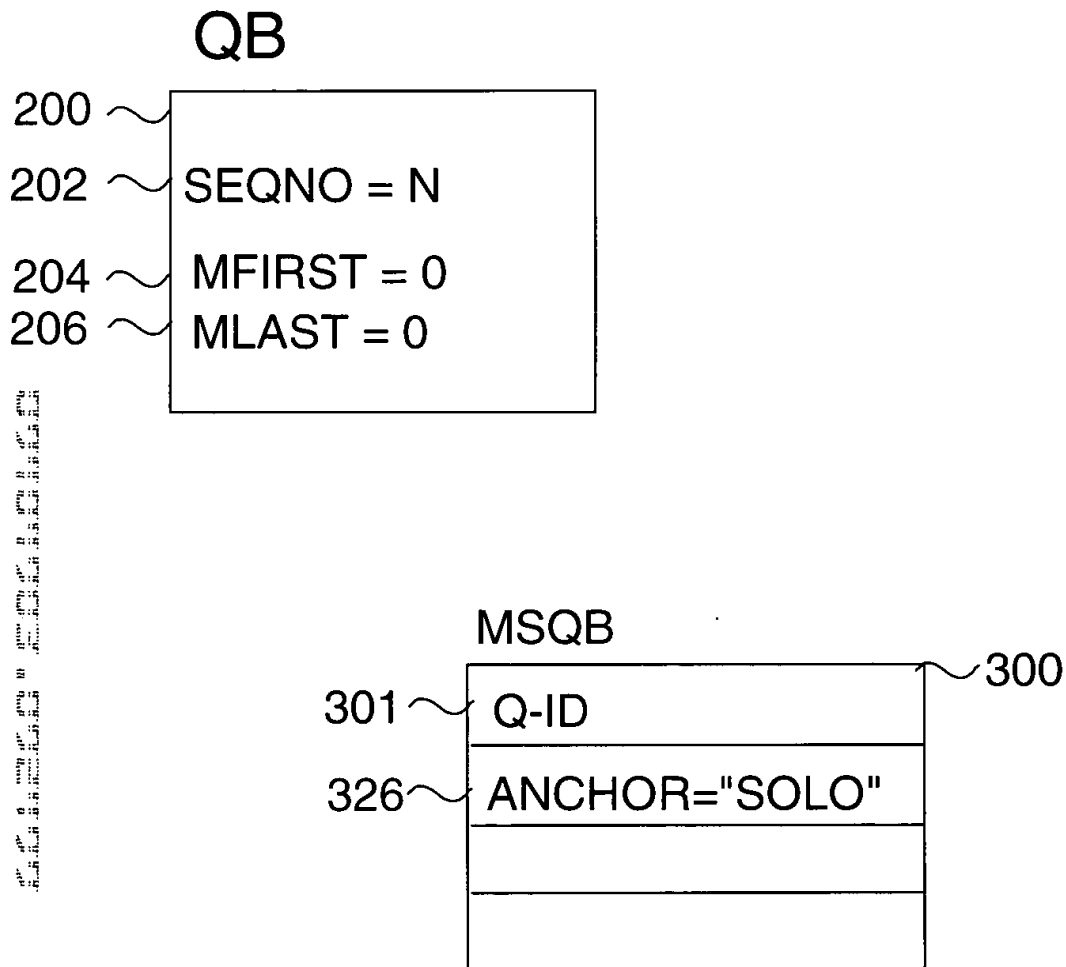 QB
200
202 SEQNO = N
204 MFIRST = 0
206 MLAST = 0
MSQB
300
301 Q-ID
326 ANCHOR="SOLO"